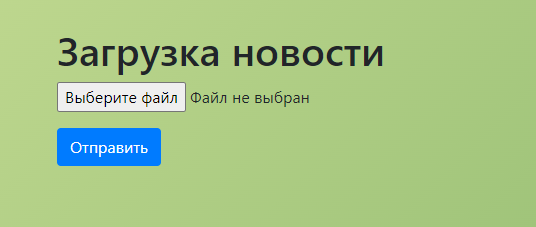 Загрузка новости
Выберите файл Файл не выбран
Отправить